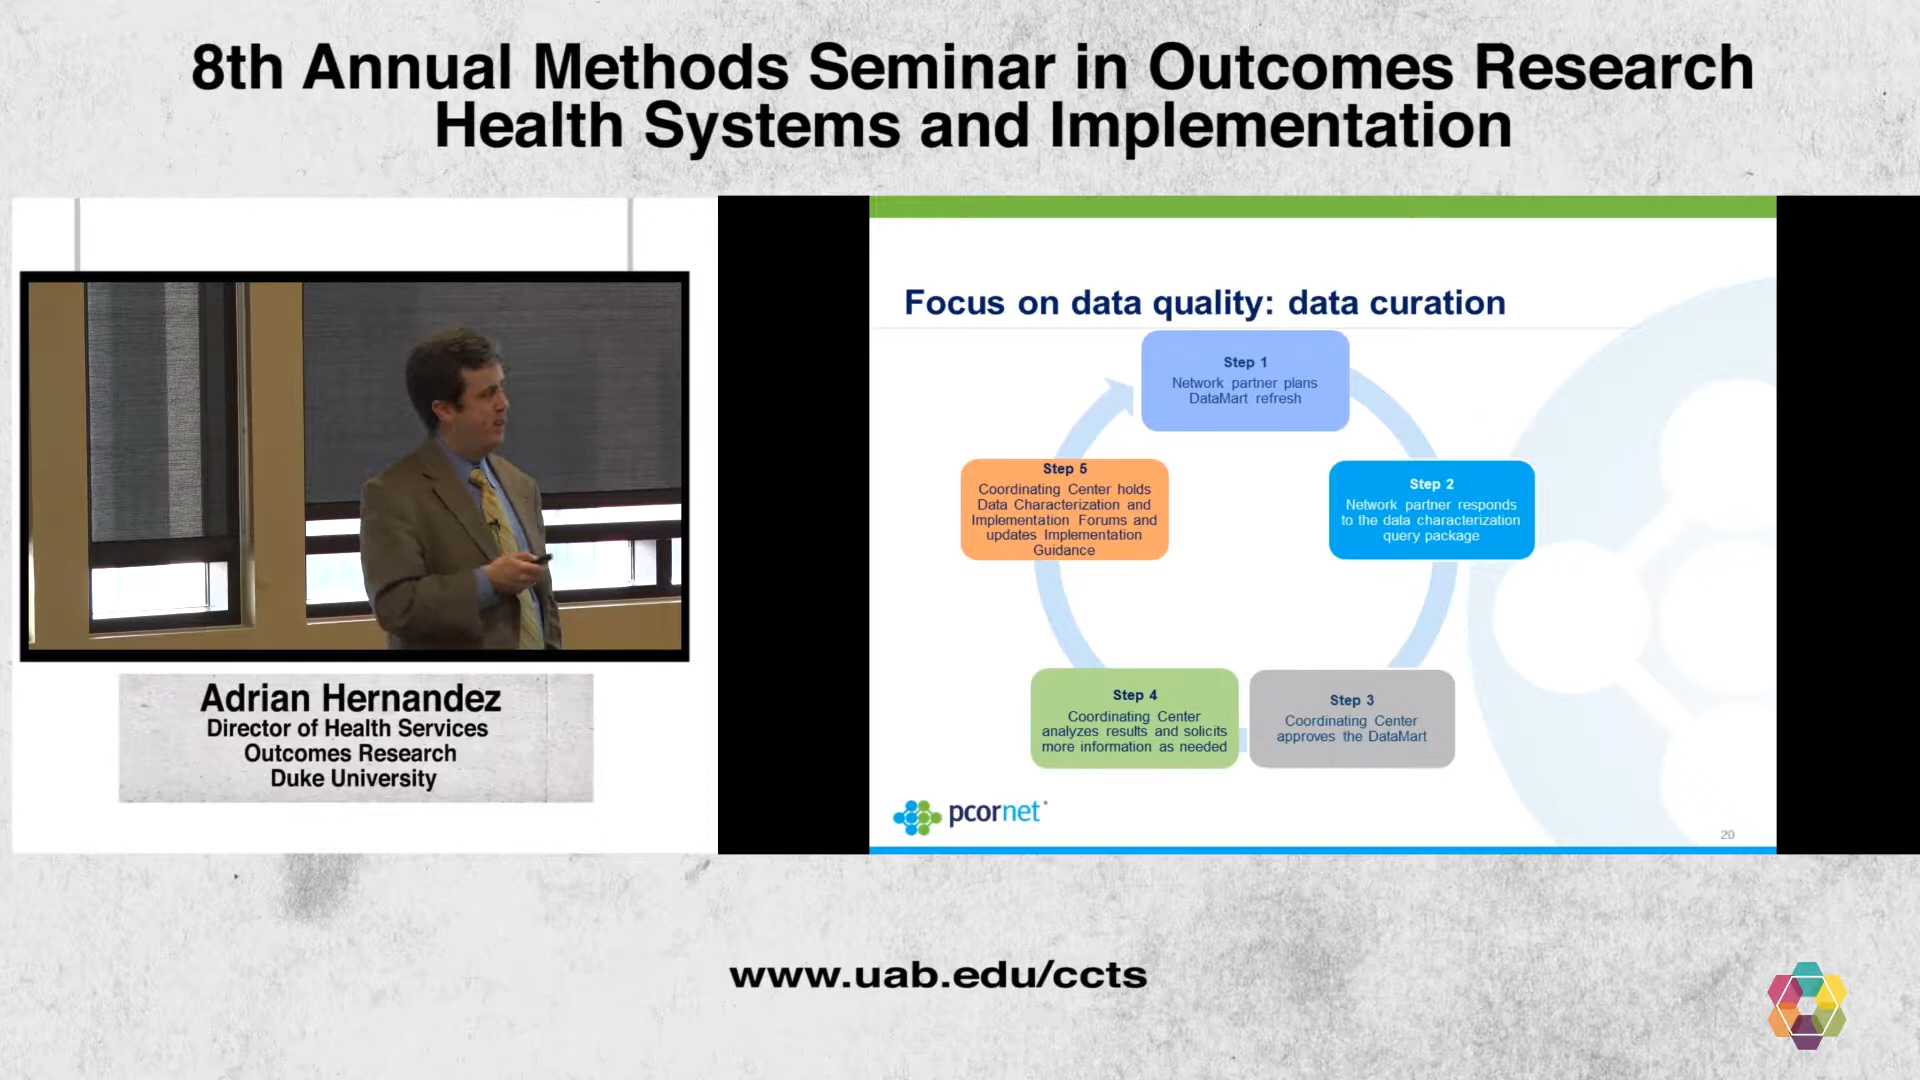 8th Annual Methods Seminar in Outcomes Research
Health Systems and Implementation
Adrian Hernandez
Director of Health Services
Outcomes Research
Duke University
Focus on data quality: data curation
Step 1
Network partner plans
DataMart refresh
Step 2
Network partner responds
to the data characterization
query package
Step 3
Coordinating Center
approves the DataMart
Step 4
Coordinating Center
analyzes results and solicits
more information as needed
Step 5
Coordinating Center holds
Data Characterization and
Implementation Forums and
updates Implementation
Guidance
pcornet
20
www.uab.edu/ccts